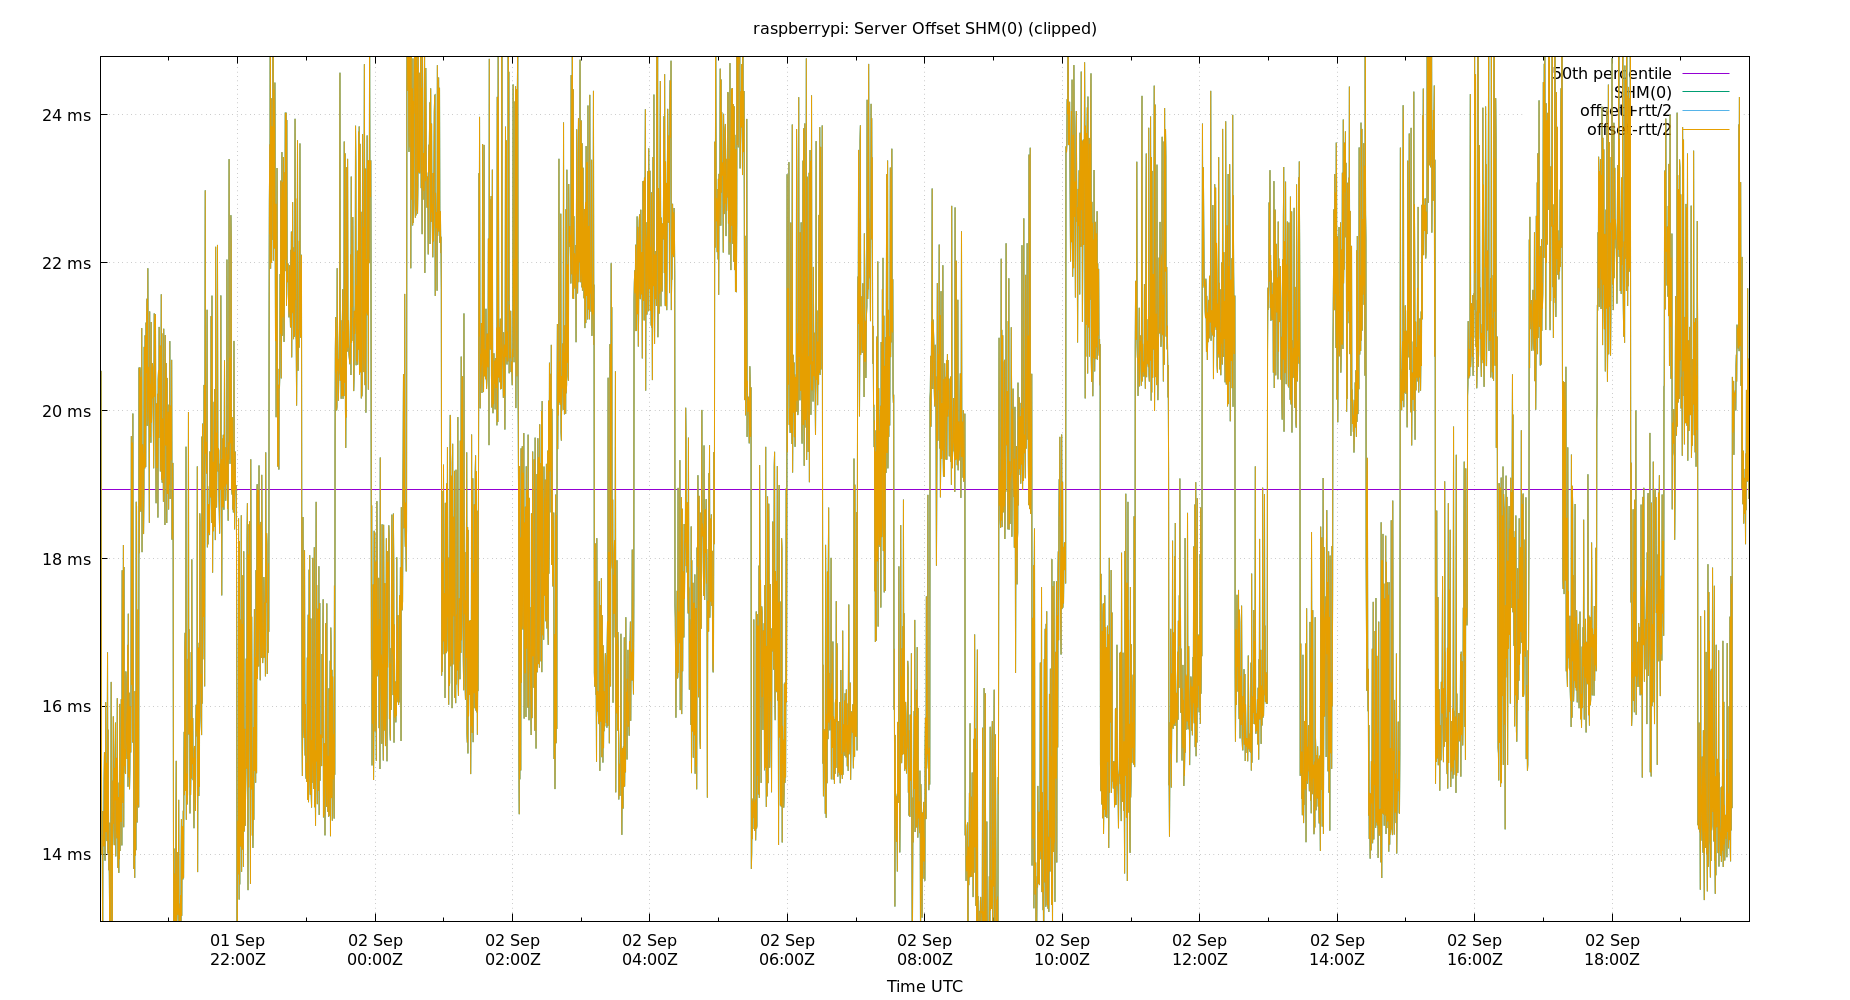 raspberrypi: Server Offset SHM(0) (clipped)
50th percentile
SHM(0)
offset+rtt/2
offset-rtt/2
24 ms
22 ms
20 ms
18 ms
16 ms
14 ms
01 Sep 02 Sep 02 Sep 02 Sep 02 Sep 02 Sep 02 Sep 02 Sep 02 Sep 02 Sep 02 Sep
22:00Z 00:00Z 02:00Z 04:00Z 06:00Z 08:00Z 10:00Z 12:00Z 14:00Z 16:00Z 18:00Z
Time UTC